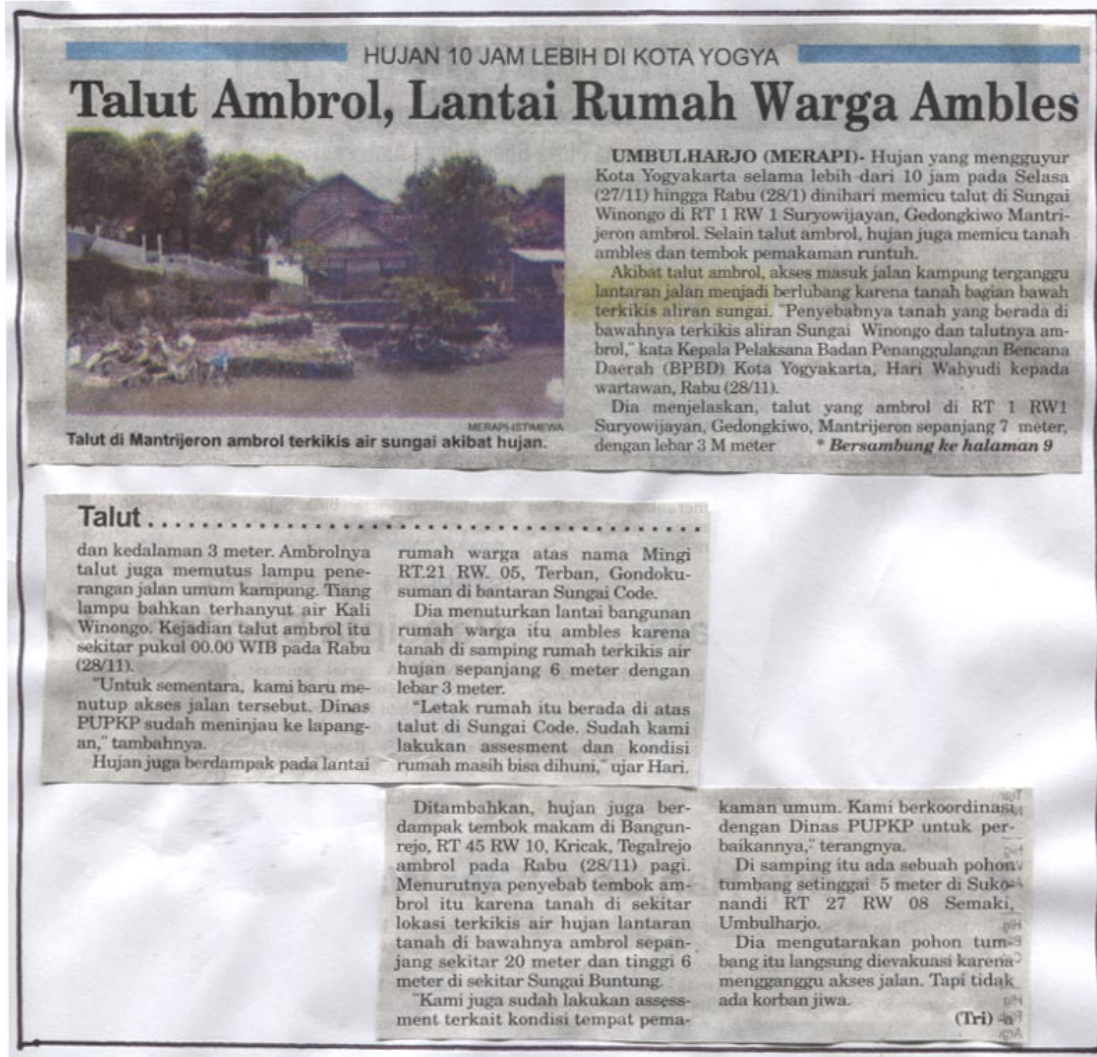 HUJAN 10 JAM LEBIH DI KOTA YOGYA
Talut Ambrol, Lantai Rumah Warga Ambles
MERAPI-ISTIMEWA
Talut di Mantrijeron ambrol terkikis air sungai akibat hujan.
UMBULHARJO (MERAPI)- Hujan yang mengguyur
Kota Yogyakarta selama lebih dari 10 jam pada Selasa
(27/11) hingga Rabu (28/1) dinihari memicu talut di Sungai
Winongo di RT 1 RW 1 Suryowijayan, Gedongkiwo Mantri-
jeron ambrol. Selain talut ambrol, hujan juga memicu tanah
ambles dan tembok pemakaman runtuh.
Akibat talut ambrol, akses masuk jalan kampung terganggu
lantaran jalan menjadi berlubang karena tanah bagian bawah
terkikis aliran sungai. "Penyebabnya tanah yang berada di
bawahnya terkikis aliran Sungai Winongo dan talutnya am-
brol," kata Kepala Pelaksana Badan Penanggulangan Bencana
Daerah (BPBD) Kota Yogyakarta, Hari Wahyudi kepada
wartawan, Rabu (28/11).
Dia menjelaskan, talut yang ambrol di RT 1 RW1
Suryowijayan, Gedongkiwo, Mantrijeron sepanjang 7 meter,
dengan lebar 3 M meter * Bersambung ke halaman 9
Talut . . . . . . . . . . . . . . . . . . . . . . . . . . . . . . . . . . . . . . . .
dan kedalaman 3 meter. Ambrolnya
talut juga memutus lampu pene-
rangan jalan umum kampung. Tiang
lampu bahkan terhanyut air Kali
Winongo. Kejadian talut ambrol itu
sekitar pukul 00.00 WIB pada Rabu
(28/11).
"Untuk sementara, kami baru me-
nutup akses jalan tersebut. Dinas
PUPKP sudah meninjau ke lapang-
an," tambahnya.
Hujan juga berdampak pada lantai
rumah warga atas nama Mingi
RT.21 RW. 05, Terban, Gondoku-
suman di bantaran Sungai Code.
Dia menuturkan lantai bangunan
rumah warga itu ambles karena
tanah di samping rumah terkikis air
hujan sepanjang 6 meter dengan
lebar 3 meter.
"Letak rumah itu berada di atas
talut di Sungai Code. Sudah kami
lakukan assesment dan kondisi
rumah masih bisa dihuni," ujar Hari.
Ditambahkan, hujan juga ber-
dampak tembok makam di Bangun-
rejo, RT 45 RW 10, Kricak, Tegalrejo
ambrol pada Rabu (28/11) pagi.
Menurutnya penyebab tembok am-
brol itu karena tanah di sekitar
lokasi terkikis air hujan lantaran
tanah di bawahnya ambrol sepan-
jang sekitar 20 meter dan tinggi 6
meter di sekitar Sungai Buntung.
"Kami juga sudah lakukan assess-
ment terkait kondisi tempat pema-
kaman umum. Kami berkoordinasi
dengan Dinas PUPKP untuk per-
baikannya," terangnya.
Di samping itu ada sebuah pohon
tumbang setinggai 5 meter di Suko-
nandi RT 27 RW 08 Semaki,
Umbulharjo.
Dia mengutarakan pohon tum-
bang itu langsung dievakuasi karena
mengganggu akses jalan. Tapi tidak
ada korban jiwa.
(Tri)